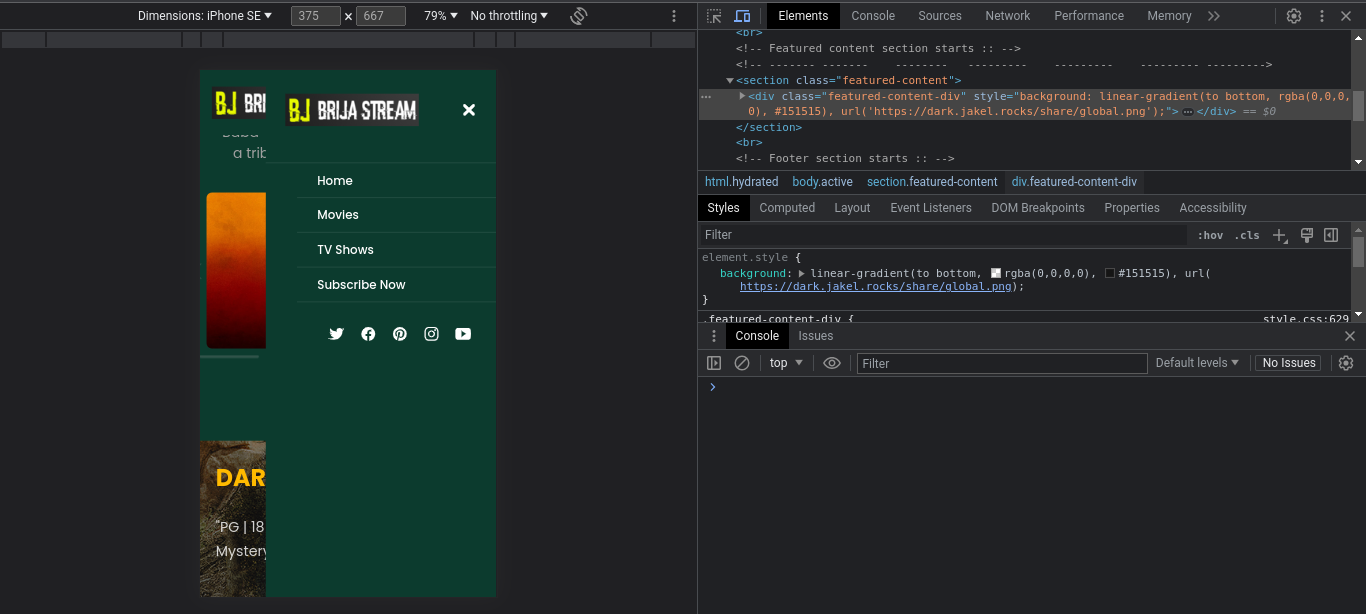 Dimensions: iPhone SE 375 × 667 79% No throttling
BJ BRI
BJ BRIJA STREAM
a trib
Home
Movies
TV Shows
Subscribe Now
DAR
"PG | 18
Mystery
Elements Console Sources Network Performance Memory
<br>
<!-- Featured content section starts :: -->
<!-- ------- ------- -------- --------- --------- --------- --------->
<section class="featured-content">
<div class="featured-content-div" style="background: linear-gradient(to bottom, rgba(0,0,0,
0), #151515), url('https://dark.jakel.rocks/share/global.png');"> … </div> == $0
</section>
<br>
<!-- Footer section starts :: -->
html.hydrated body.active section.featured-content div.featured-content-div
Styles Computed Layout Event Listeners DOM Breakpoints Properties Accessibility
Filter :hov .cls
element.style {
background: linear-gradient(to bottom, rgba(0,0,0,0), #151515), url(
https://dark.jakel.rocks/share/global.png);
}
.featured-content-div { style.css:629
Console Issues
top Filter Default levels No Issues